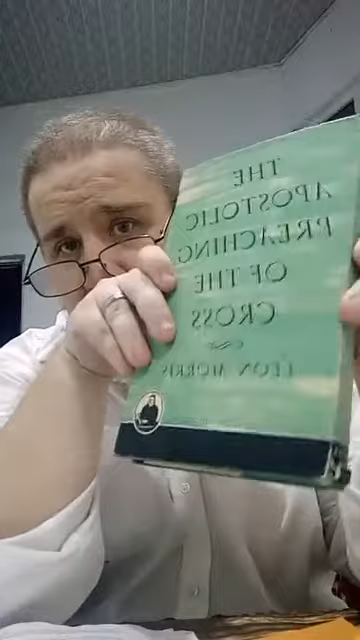 THE
APOSTOLIC
PREACHING
OF THE
CROSS
LEON MORRIS